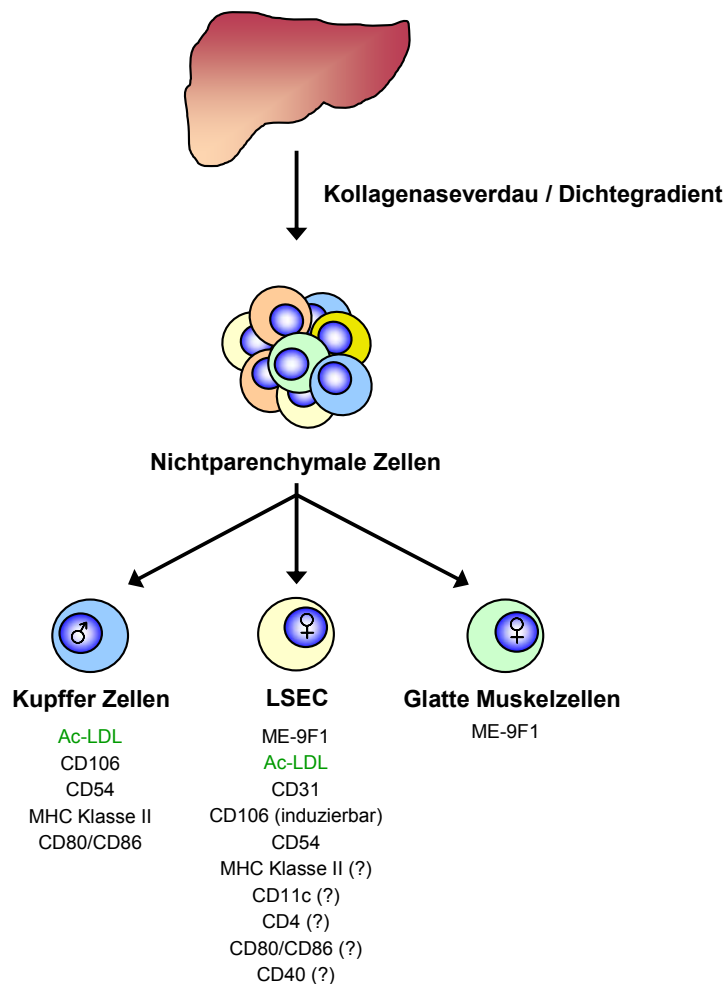 Kollagenaseverdau / Dichtegradient
Nichtparenchymale Zellen
♂
♀
♀
Kupffer Zellen
Ac-LDL
CD106
CD54
MHC Klasse II
CD80/CD86
LSEC
ME-9F1
Ac-LDL
CD31
CD106 (induzierbar)
CD54
MHC Klasse II (?)
CD11c (?)
CD4 (?)
CD80/CD86 (?)
CD40 (?)
Glatte Muskelzellen
ME-9F1